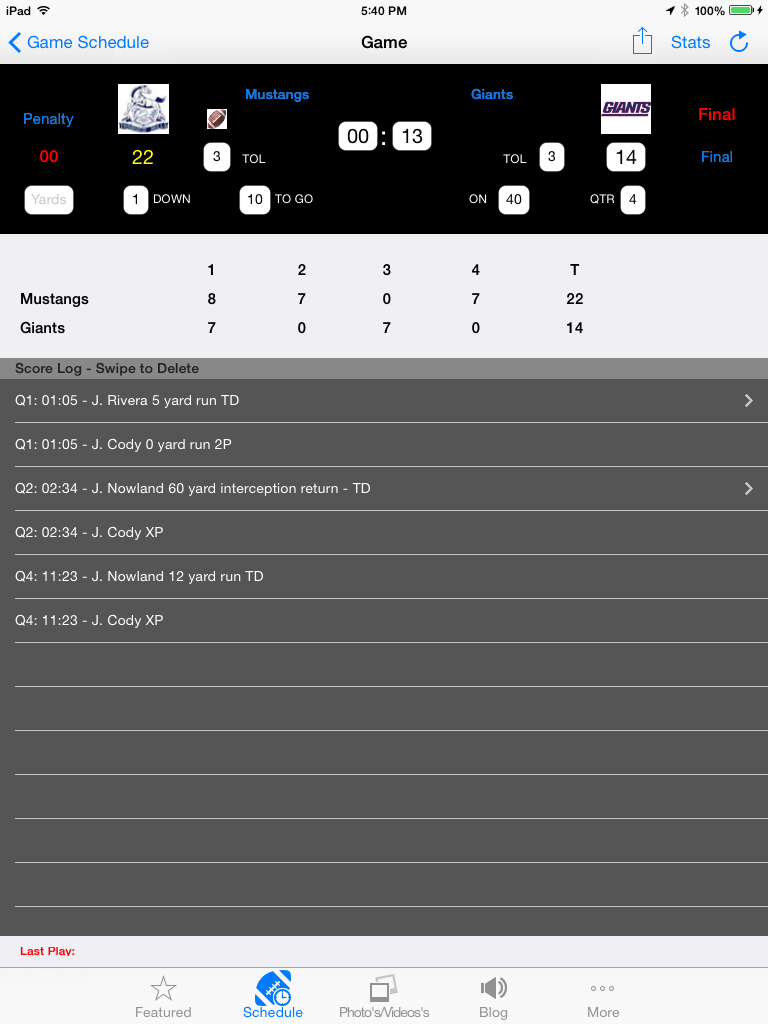 iPad 5:40 PM 100%
Game Schedule Game Stats
Mustangs Giants
GIANTS
Penalty Final
00 : 13
00 22 3 TOL TOL 3 14 Final
Yards 1 DOWN 10 TO GO ON 40 QTR 4
1 2 3 4 T
Mustangs 8 7 0 7 22
Giants 7 0 7 0 14
Score Log - Swipe to Delete
Q1: 01:05 - J. Rivera 5 yard run TD
Q1: 01:05 - J. Cody 0 yard run 2P
Q2: 02:34 - J. Nowland 60 yard interception return - TD
Q2: 02:34 - J. Cody XP
Q4: 11:23 - J. Nowland 12 yard run TD
Q4: 11:23 - J. Cody XP
Last Play:
Featured Schedule Photo's/Videos's Blog More